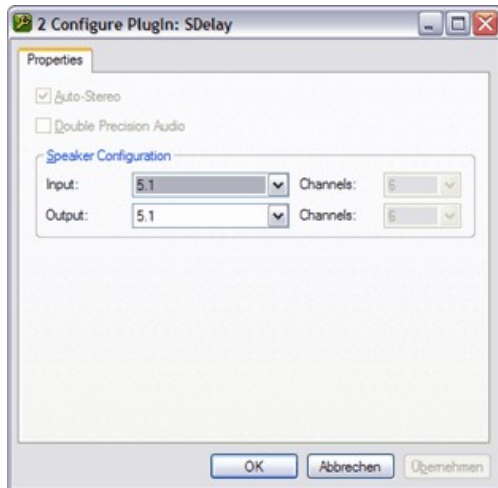 2 Configure PlugIn: SDelay
Properties
Auto-Stereo
Double Precision Audio
Speaker Configuration
Input: 5.1 Channels: 6
Output: 5.1 Channels: 6
OK Abbrechen Übernehmen